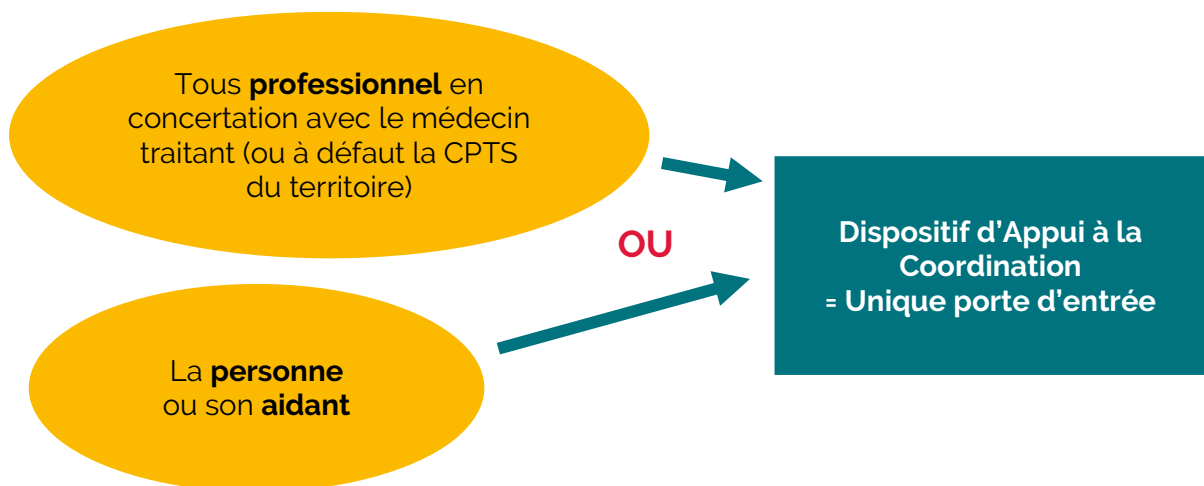 Tous professionnel en
concertation avec le médecin
traitant (ou à défaut la CPTS
du territoire)
OU
Dispositif d'Appui à la
Coordination
= Unique porte d'entrée
La personne
ou son aidant